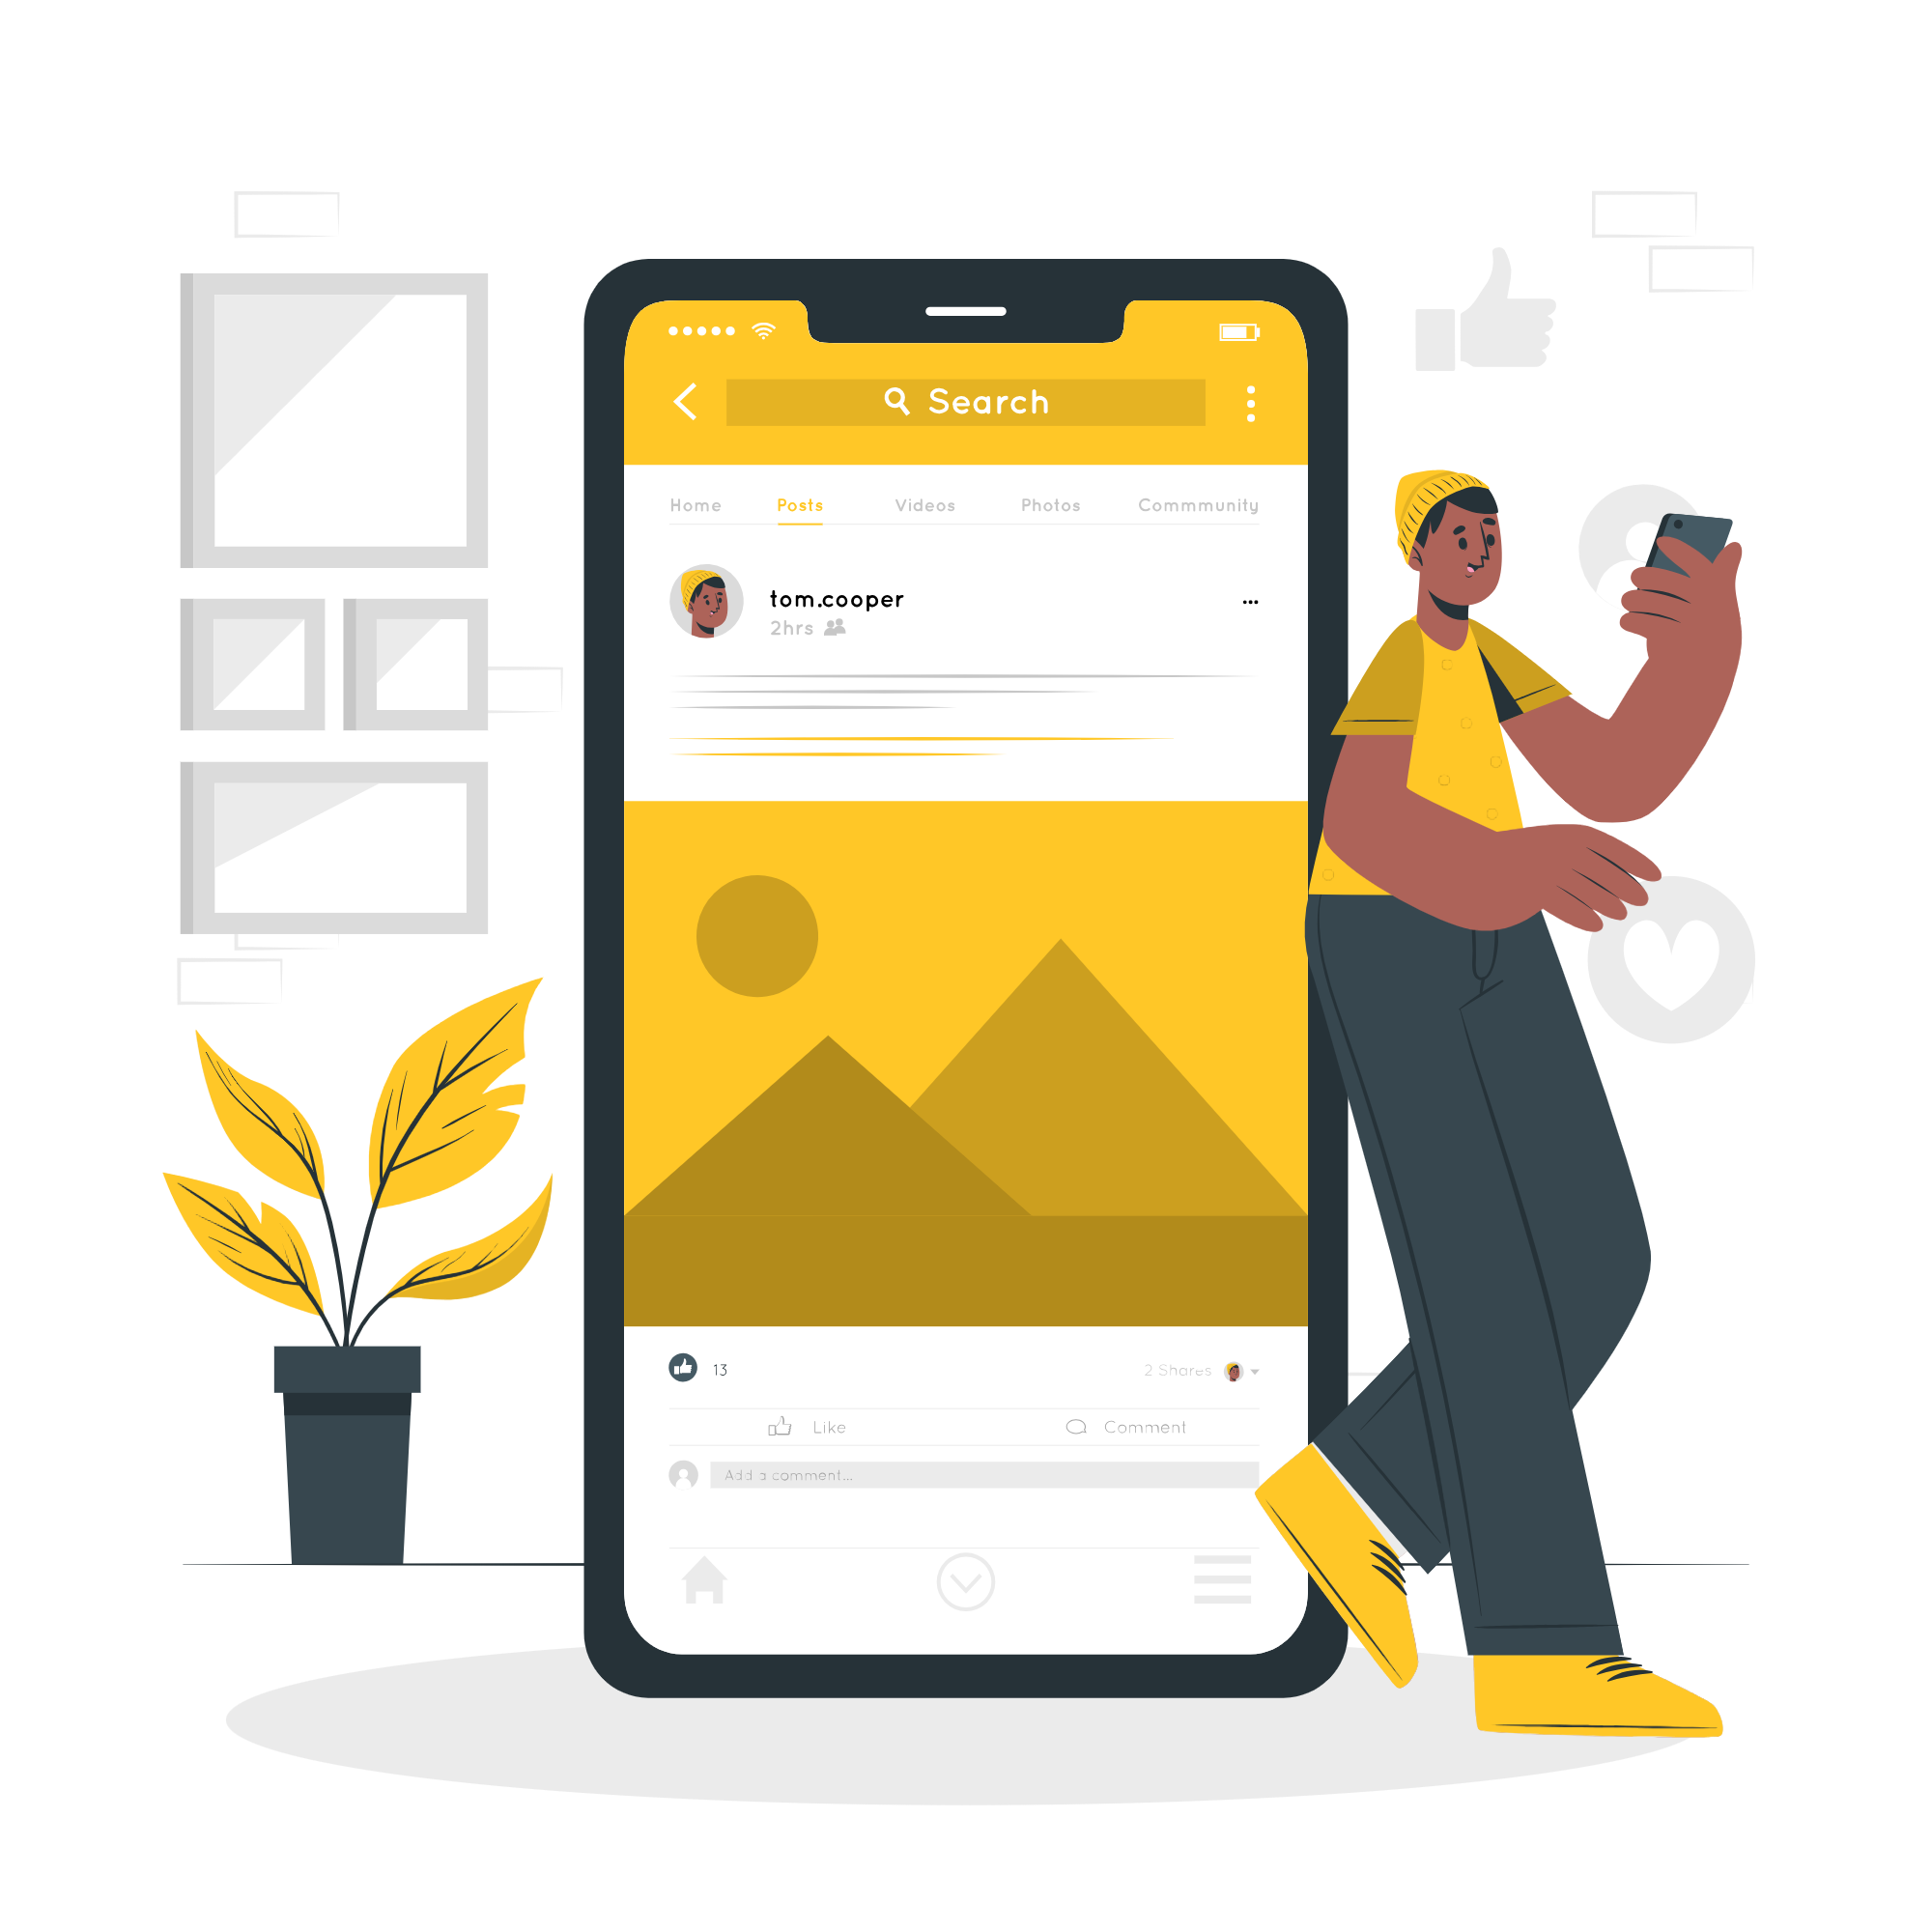 Search
Home Posts Videos Photos Commmunity
tom.cooper
2hrs
13 2 Shares
Like Comment
Add a comment...